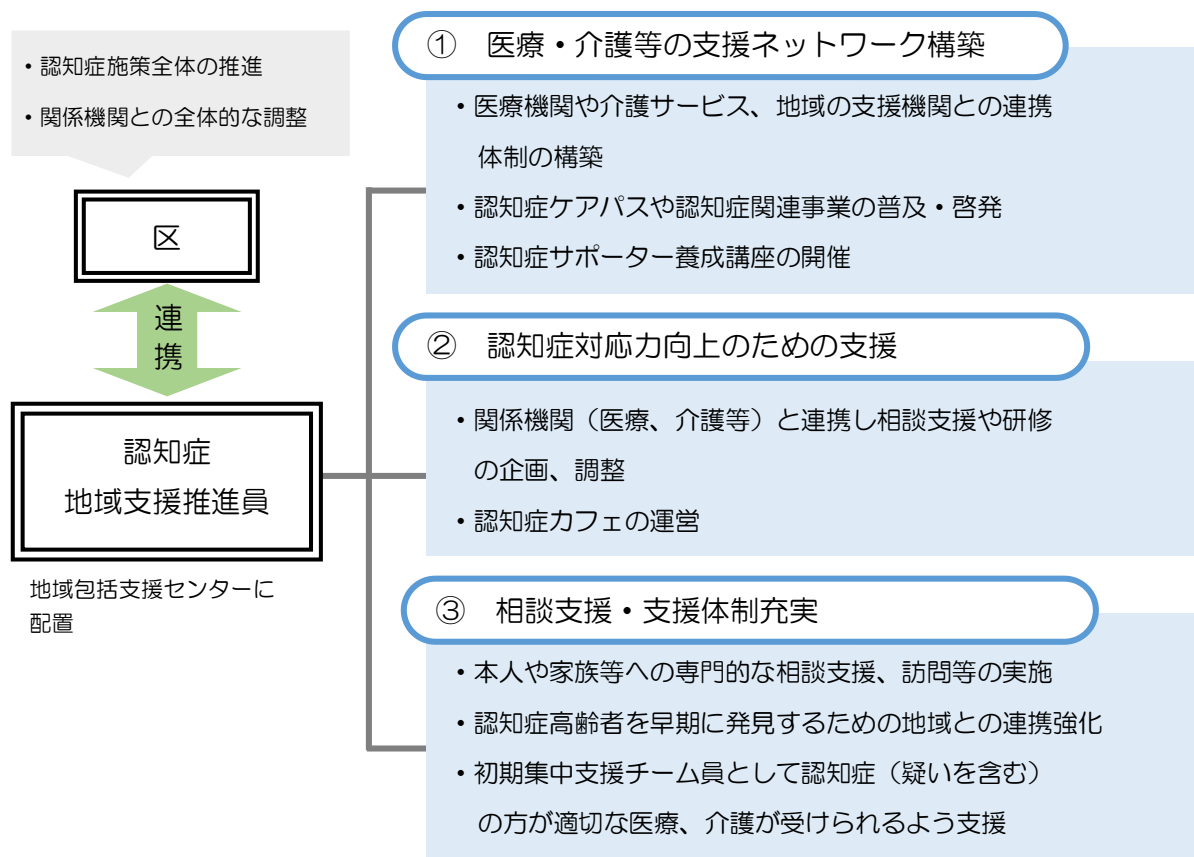 ・認知症施策全体の推進
・関係機関との全体的な調整
区
連携
認知症
地域支援推進員
地域包括支援センターに
配置
① 医療・介護等の支援ネットワーク構築
・医療機関や介護サービス、地域の支援機関との連携
体制の構築
・認知症ケアパスや認知症関連事業の普及・啓発
・認知症サポーター養成講座の開催
② 認知症対応力向上のための支援
・関係機関（医療、介護等）と連携し相談支援や研修
の企画、調整
・認知症カフェの運営
③ 相談支援・支援体制充実
・本人や家族等への専門的な相談支援、訪問等の実施
・認知症高齢者を早期に発見するための地域との連携強化
・初期集中支援チーム員として認知症（疑いを含む）
の方が適切な医療、介護が受けられるよう支援